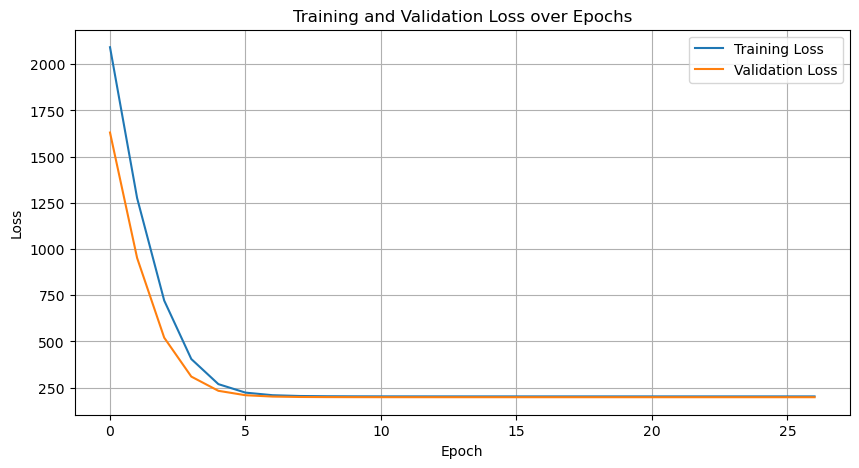 Training and Validation Loss over Epochs
Training Loss
Validation Loss
2000
1750
1500
1250
1000
750
500
250
Loss
0
5
10
15
20
25
Epoch